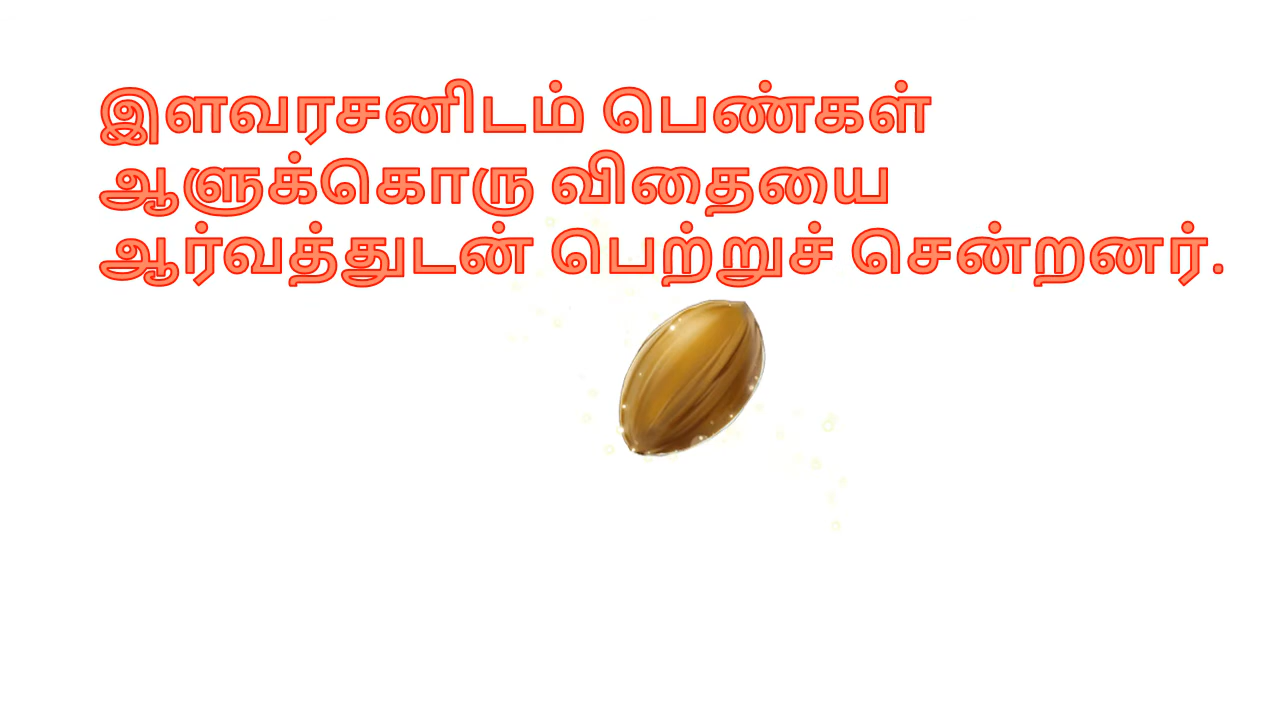 இளவரசனிடம் பெண்கள்
ஆளுக்கொரு விதையை
ஆர்வத்துடன் பெற்றுச் சென்றனர்.